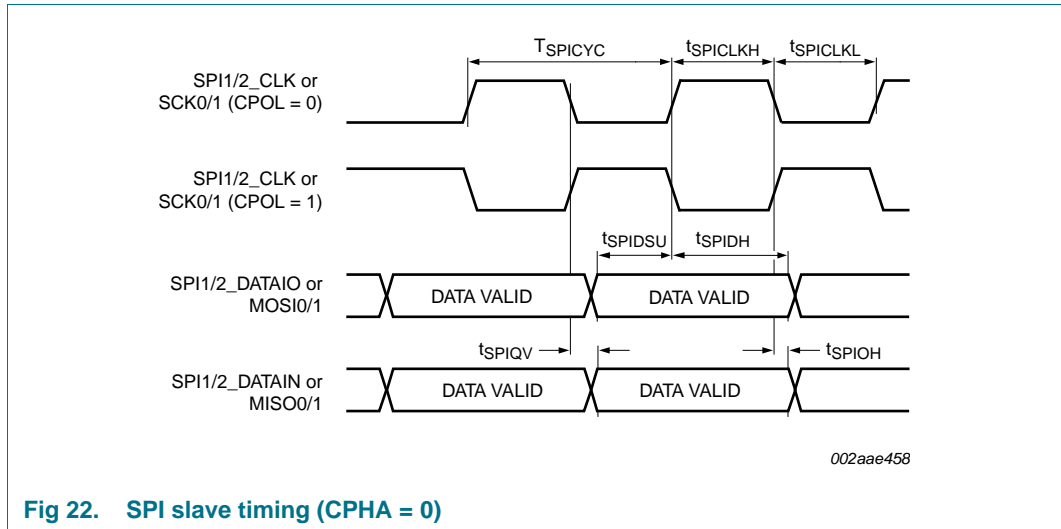 TSPICYC tSPICLKH tSPICLKL
SPI1/2_CLK or
SCK0/1 (CPOL = 0)
SPI1/2_CLK or
SCK0/1 (CPOL = 1)
tSPIDSU tSPIDH
SPI1/2_DATAIO or
MOSI0/1
DATA VALID DATA VALID
tSPIQV tSPIOH
SPI1/2_DATAIN or
MISO0/1
DATA VALID DATA VALID
002aae458
Fig 22. SPI slave timing (CPHA = 0)